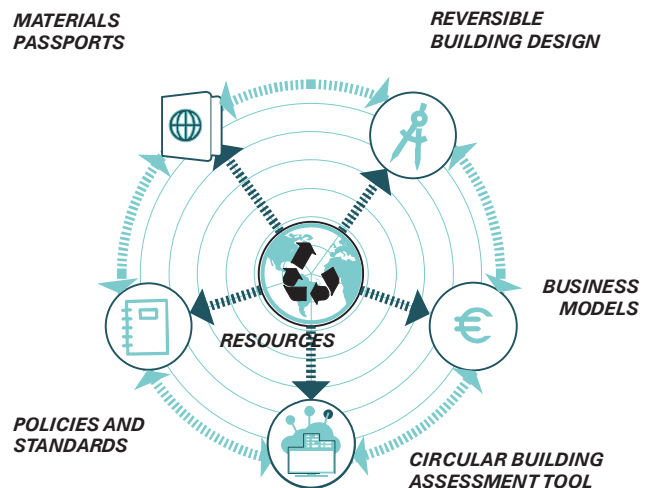 MATERIALS
PASSPORTS
REVERSIBLE
BUILDING DESIGN
BUSINESS
MODELS
€
RESOURCES
POLICIES AND
STANDARDS
CIRCULAR BUILDING
ASSESSMENT TOOL